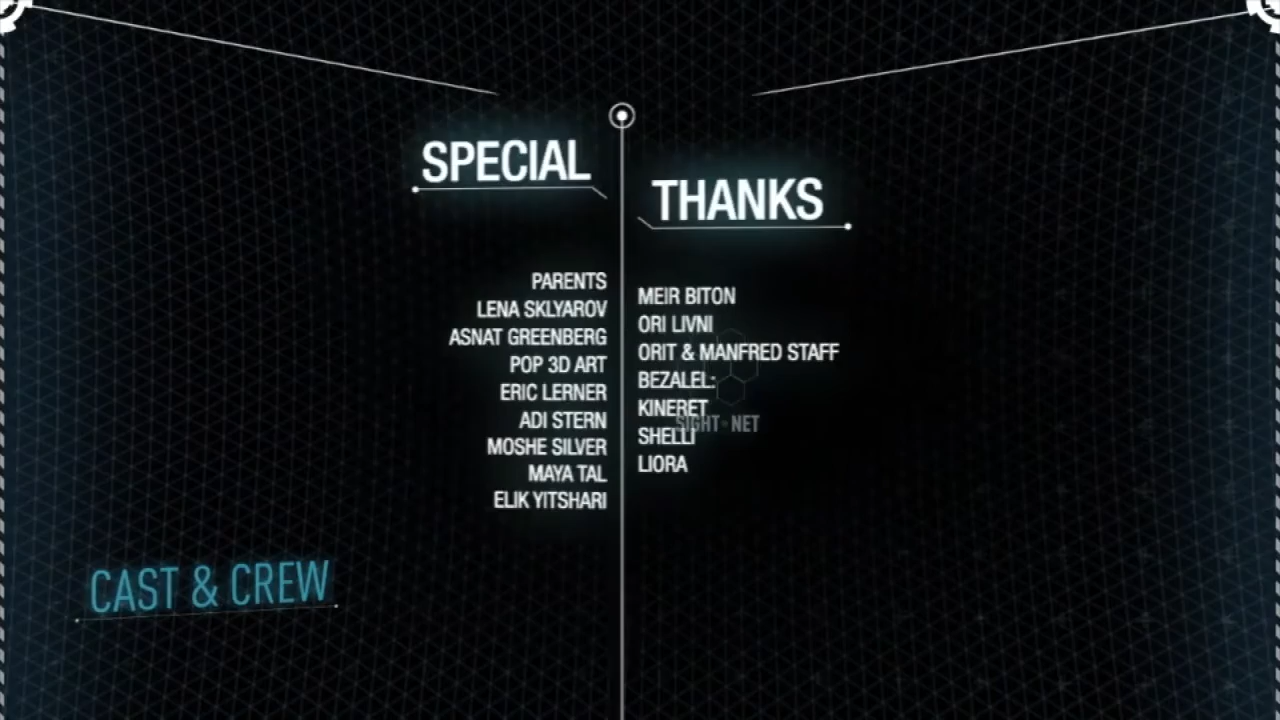 SPECIAL
THANKS
PARENTS
LENA SKLYAROV
ASNAT GREENBERG
POP 3D ART
ERIC LERNER
ADI STERN
MOSHE SILVER
MAYA TAL
ELIK YITSHARI
MEIR BITON
ORI LIVNI
ORIT & MANFRED STAFF
BEZALEL:
KINERET
SHELLI
LIORA
SIGHT NET
CAST & CREW